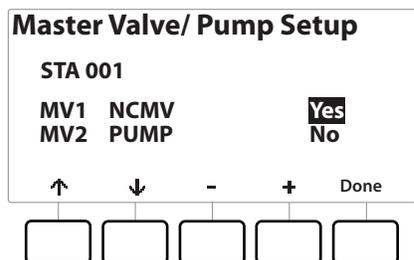 Master Valve/ Pump Setup
STA 001
MV1 NCMV Yes
MV2 PUMP No
↑ ↓ - + Done